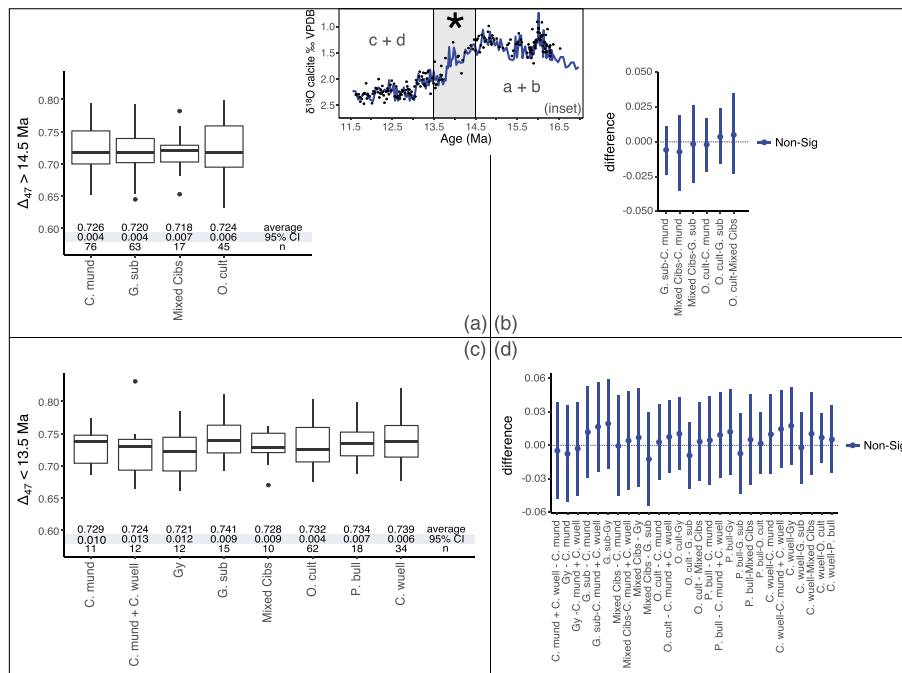 δ18O calcite ‰ VPDB
1.0
1.5
2.0
2.5
c + d
*
a + b
(inset)
11.5 12.5 13.5 14.5 15.5 16.5
Age (Ma)
Δ47 > 14.5 Ma
0.80
0.75
0.70
0.65
0.60
0.726 0.720 0.718 0.724 average
0.004 0.004 0.007 0.006 95% CI
76 63 17 45 n
C. mund
G. sub
Mixed Cibs
O. cult
(a)
difference
0.050
0.025
0.000
-0.025
-0.050
Non-Sig
G. sub-C. mund
Mixed Cibs-C. mund
Mixed Cibs-G. sub
O. cult-C. mund
O. cult-G. sub
O. cult-Mixed Cibs
(b)
(c)
Δ47 < 13.5 Ma
0.80
0.75
0.70
0.65
0.60
0.729 0.724 0.721 0.741 0.728 0.732 0.734 0.739 average
0.010 0.013 0.012 0.009 0.009 0.004 0.007 0.006 95% CI
11 12 12 15 10 62 18 34 n
C. mund
C. mund + C. wuell
Gy
G. sub
Mixed Cibs
O. cult
P. bull
C. wuell
(d)
difference
0.06
0.03
0.00
-0.03
-0.06
Non-Sig
C. mund + C. wuell - C. mund
Gy - C. mund
Gy -C. mund + C. wuell
G. sub - C. mund
G. sub-C. mund + C. wuell
G. sub-Gy
Mixed Cibs - C. mund
Mixed Cibs-C. mund + C. wuell
Mixed Cibs - Gy
Mixed Cibs - G. sub
O. cult - C. mund
O. cult - C. mund + C. wuell
O. cult-Gy
O. cult - G. sub
O. cult - Mixed Cibs
P. bull - C. mund
P. bull - C. mund + C. wuell
P. bull-Gy
P. bull-G. sub
P. bull-Mixed Cibs
P. bull-O. cult
C. wuell-C. mund
C. wuell-C. mund + C. wuell
C. wuell-Gy
C. wuell-G. sub
C. wuell-Mixed Cibs
C. wuell-O. cult
C. wuell-P. bull